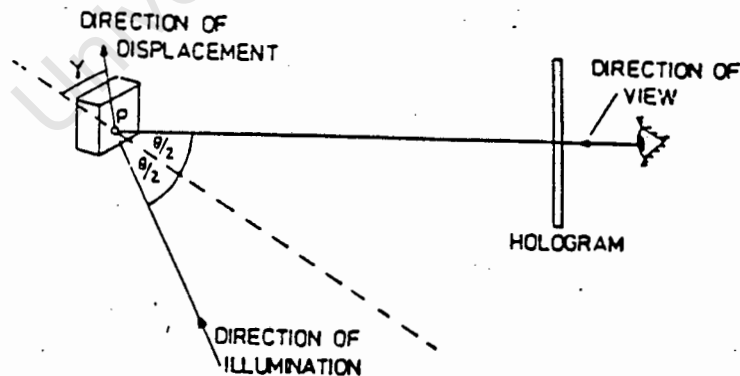 DIRECTION OF
DISPLACEMENT
γ
P
θ/2
θ/2
DIRECTION OF
VIEW
HOLOGRAM
DIRECTION OF
ILLUMINATION